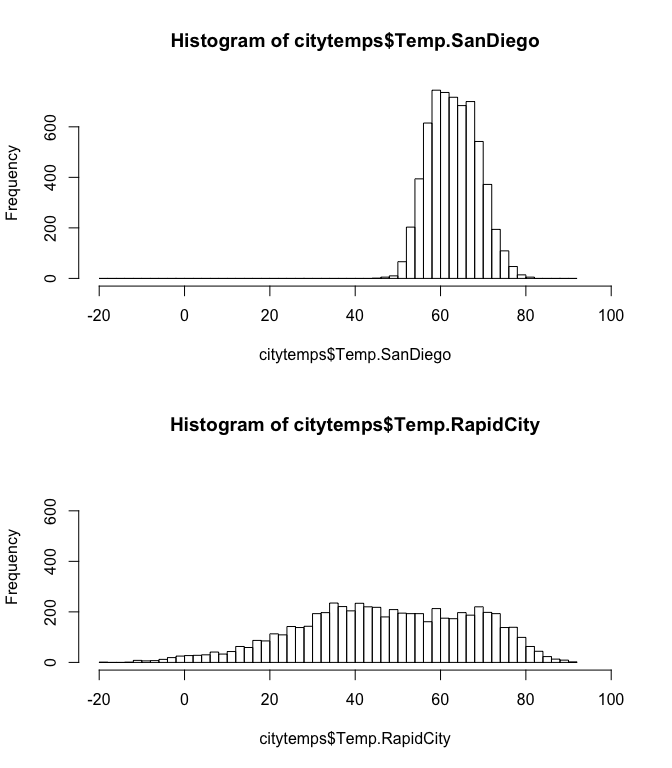 Histogram of citytemps$Temp.SanDiego
Frequency
0 200 400 600
-20 0 20 40 60 80 100
citytemps$Temp.SanDiego
Histogram of citytemps$Temp.RapidCity
Frequency
0 200 400 600
-20 0 20 40 60 80 100
citytemps$Temp.RapidCity